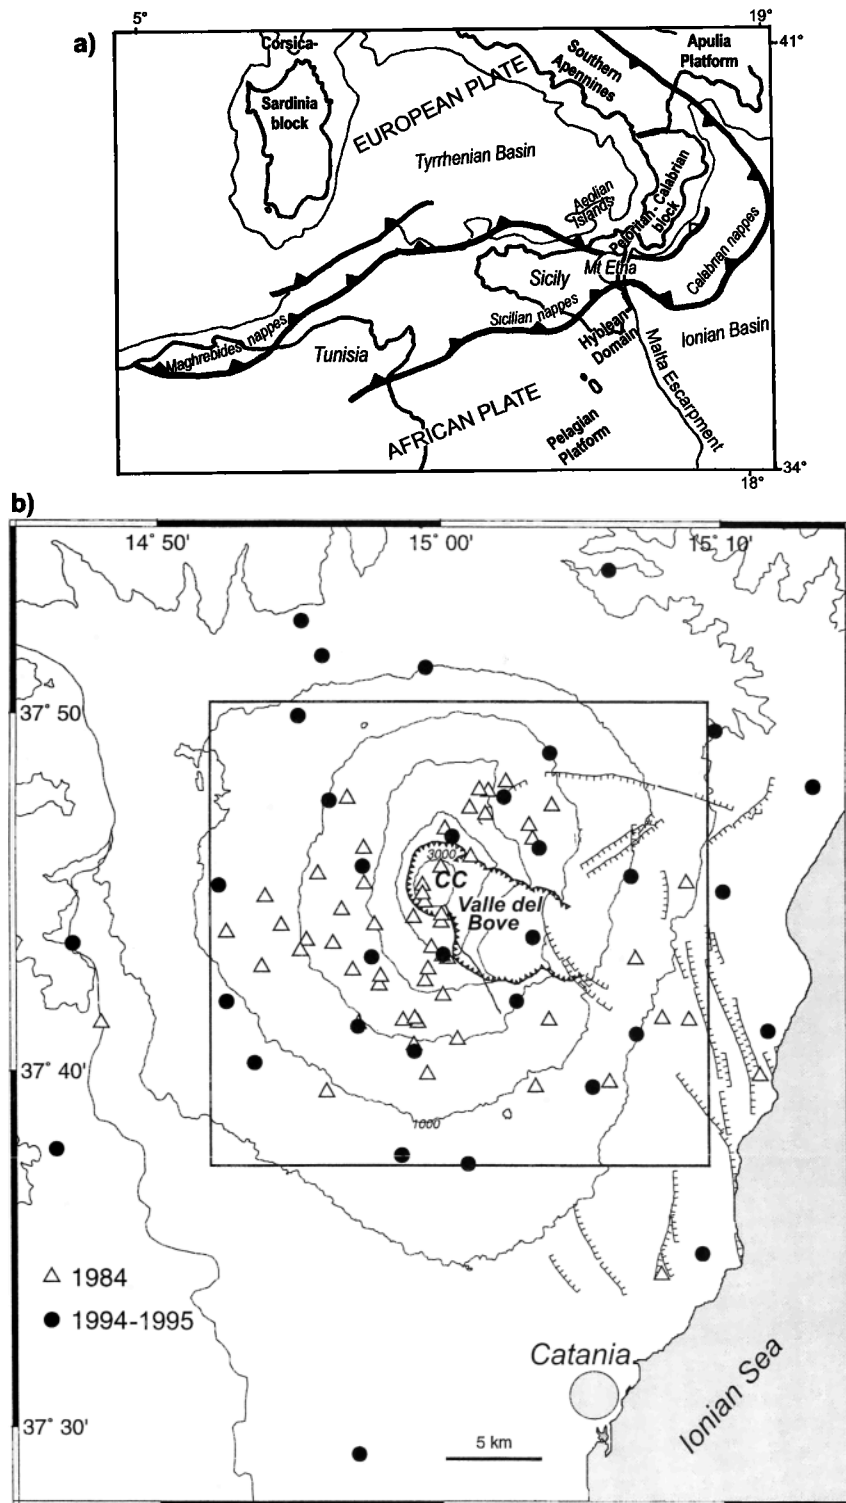 a)
5°
19°
41°
Corsica-
Sardinia
block
EUROPEAN PLATE
Southern
Apennines
Apulia
Platform
Tyrrhenian Basin
Aeolian
Islands
Peloritan-Calabrian
block
Calabrian nappes
Mt Etna
Sicily
Sicilian nappes
Maghrebides nappes
Tunisia
Hyblean
Domain
Ionian Basin
Malta Escarpment
AFRICAN PLATE
Pelagian
Platform
34°
18°
b)
14° 50'
15° 00'
15° 10'
37° 50'
3000
CC
Valle del
Bove
37° 40'
1000
1984
1994-1995
Catania
Ionian Sea
37° 30'
5 km